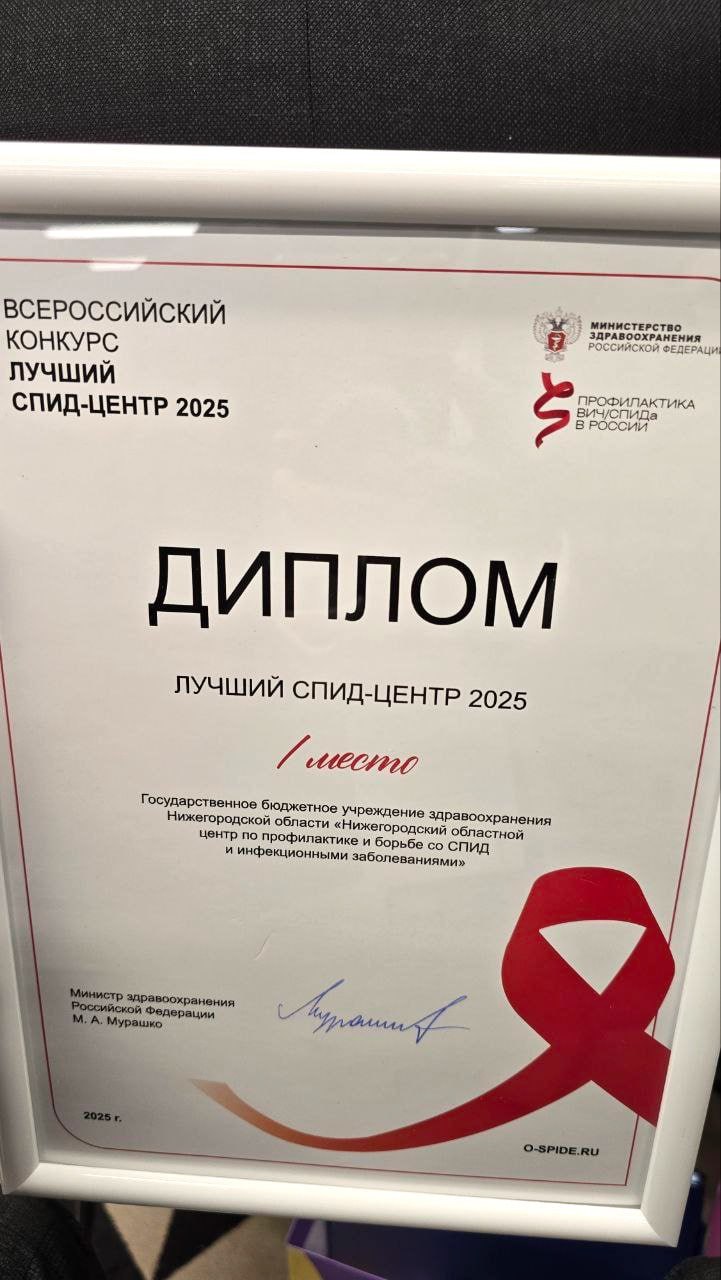 ВСЕРОССИЙСКИЙ
КОНКУРС
ЛУЧШИЙ
СПИД-ЦЕНТР 2025
МИНИСТЕРСТВО
ЗДРАВООХРАНЕНИЯ
РОССИЙСКОЙ ФЕДЕРАЦИИ
ПРОФИЛАКТИКА
ВИЧ/СПИДа
В РОССИИ
ДИПЛОМ
ЛУЧШИЙ СПИД-ЦЕНТР 2025
I место
Государственное бюджетное учреждение здравоохранения
Нижегородской области «Нижегородский областной
центр по профилактике и борьбе со СПИД
и инфекционными заболеваниями»
Министр здравоохранения
Российской Федерации
М. А. Мурашко
2025 г.
O-SPIDE.RU